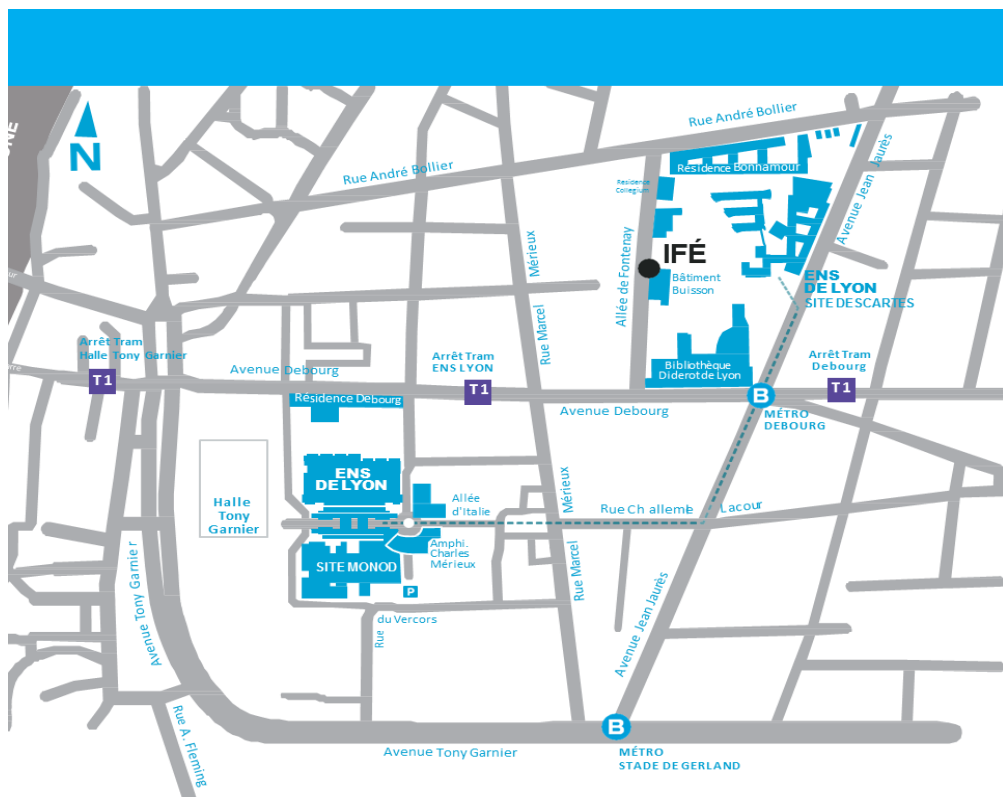 Rue André Bollier
Jaurès
Avenue Jean
N
Rue André Bollier
Résidence Bonnamour
Résidence
Collegium
Mérieux
Rue Marcel
Allée de Fontenay
IFÉ
Bâtiment
Buisson
ENS
DE LYON
SITE DESCARTES
Arrêt Tram
Halle Tony Garnier
T1
Avenue Debourg
Arrêt Tram
ENS LYON
T1
Bibliothèque
Diderot de Lyon
Arrêt Tram
Debourg
T1
Résidence Debourg
Avenue Debourg
B
MÉTRO
DEBOURG
ENS
DE LYON
Halle
Tony
Garnier
Allée
d'Italie
Mérieux
Rue Marcel
Rue Ch alleme l
Lacour
Amphi.
Charles
Mérieux
SITE MONOD
P
Avenue Tony Garnier
Rue
du Vercors
Avenue Jean Jaurès
Rue A. Fleming
Avenue Tony Garnier
B
MÉTRO
STADE DE GERLAND